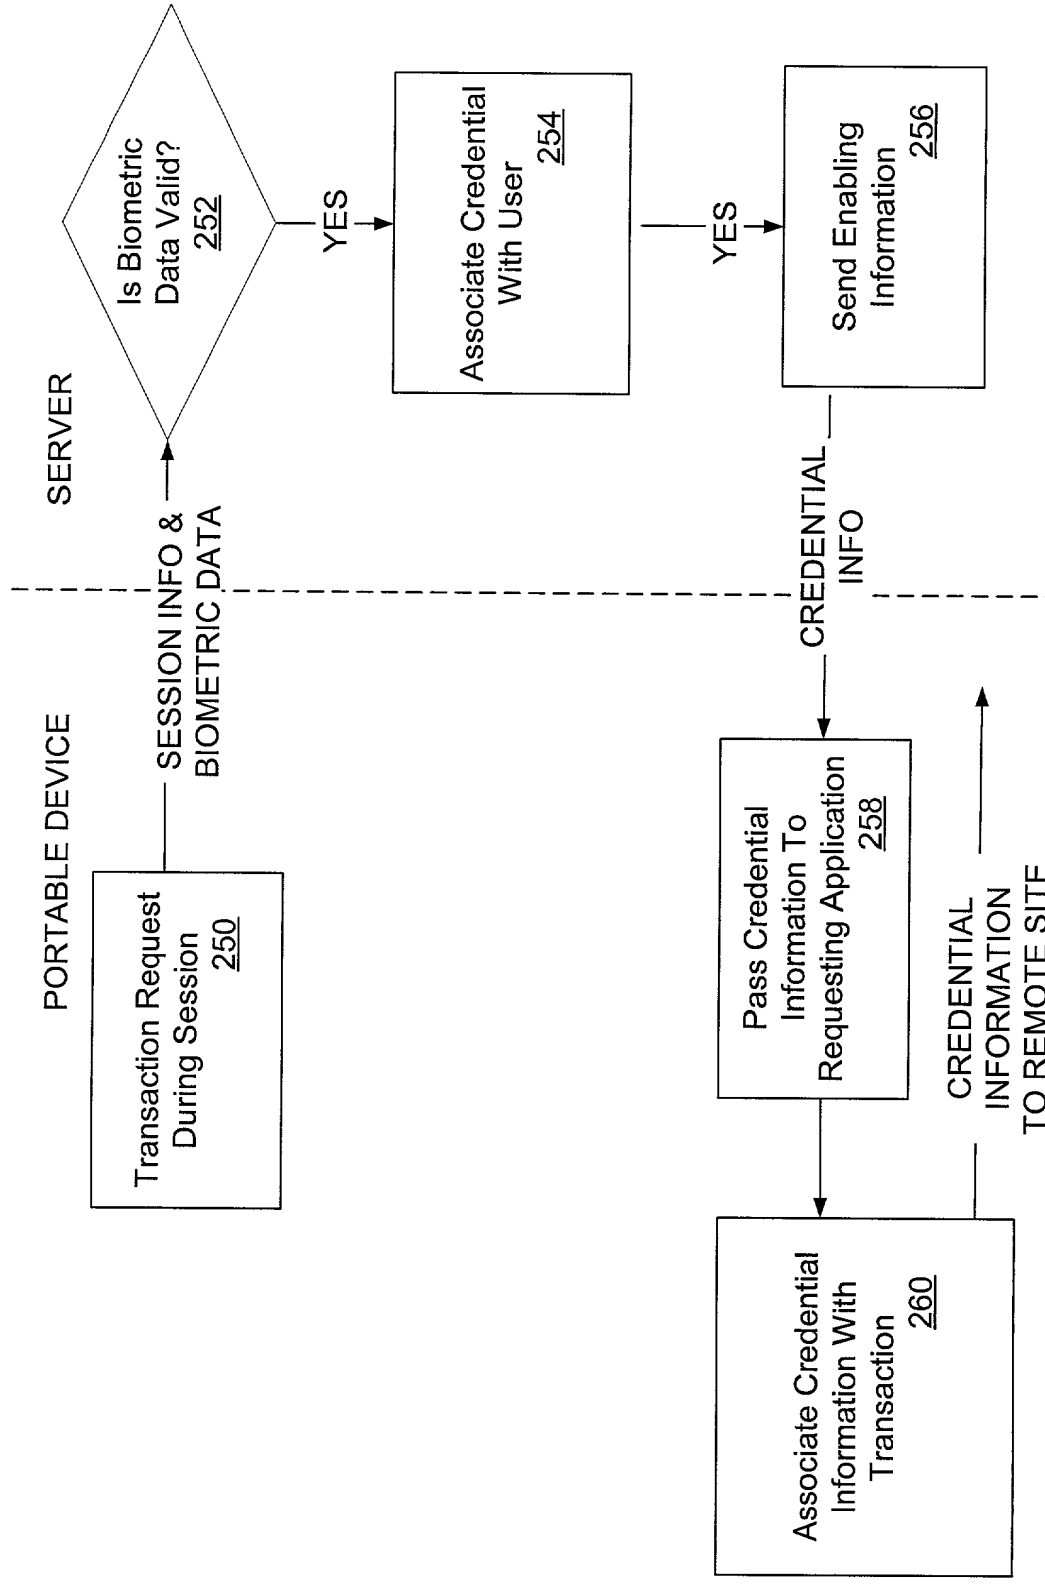 PORTABLE DEVICE
SERVER
Transaction Request
During Session
250
SESSION INFO &
BIOMETRIC DATA
Is Biometric
Data Valid?
252
YES
Associate Credential
With User
254
YES
Send Enabling
Information
256
CREDENTIAL
INFO
Pass Credential
Information To
Requesting Application
258
Associate Credential
Information With
Transaction
260
CREDENTIAL
INFORMATION
TO REMOTE SITE